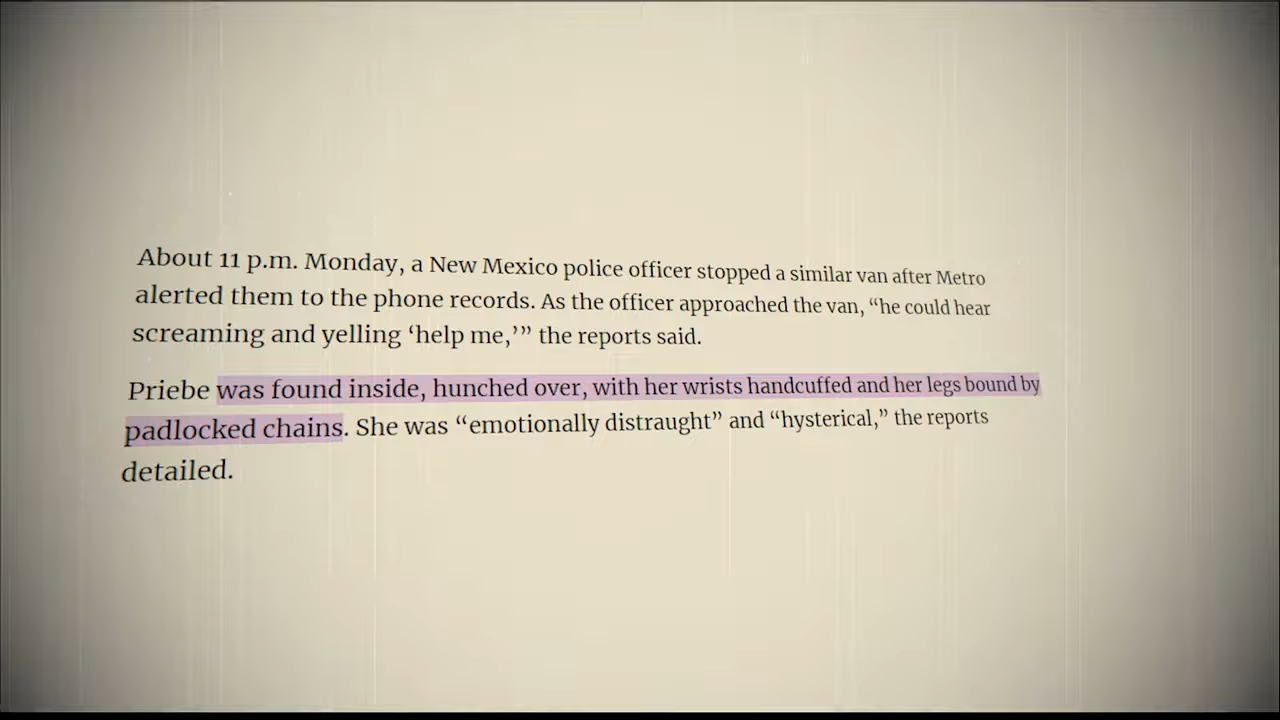 About 11 p.m. Monday, a New Mexico police officer stopped a similar van after Metro
alerted them to the phone records. As the officer approached the van, “he could hear
screaming and yelling ‘help me,’” the reports said.
Priebe was found inside, hunched over, with her wrists handcuffed and her legs bound by
padlocked chains. She was “emotionally distraught” and “hysterical,” the reports
detailed.